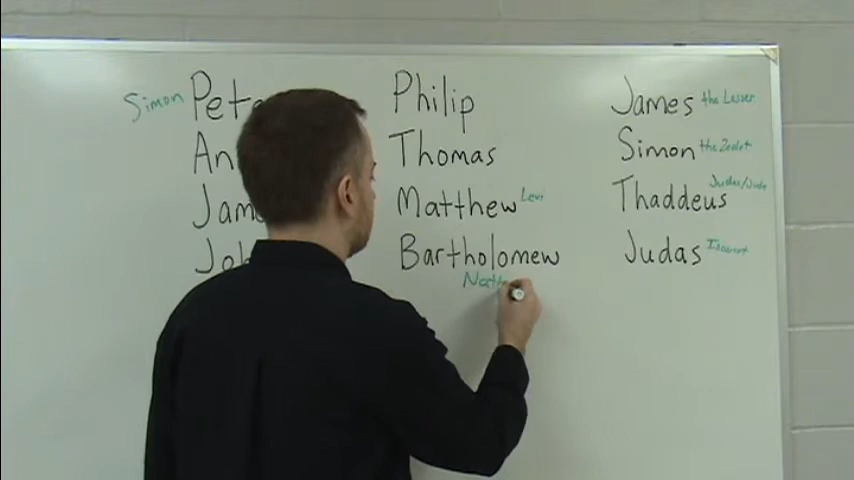 Simon Pete
An
Jam
Joh
Philip
Thomas
Matthew Levi
Bartholomew
Nath
James the Lesser
Simon the Zealot
Judas/Jude
Thaddeus
Judas Iscariot